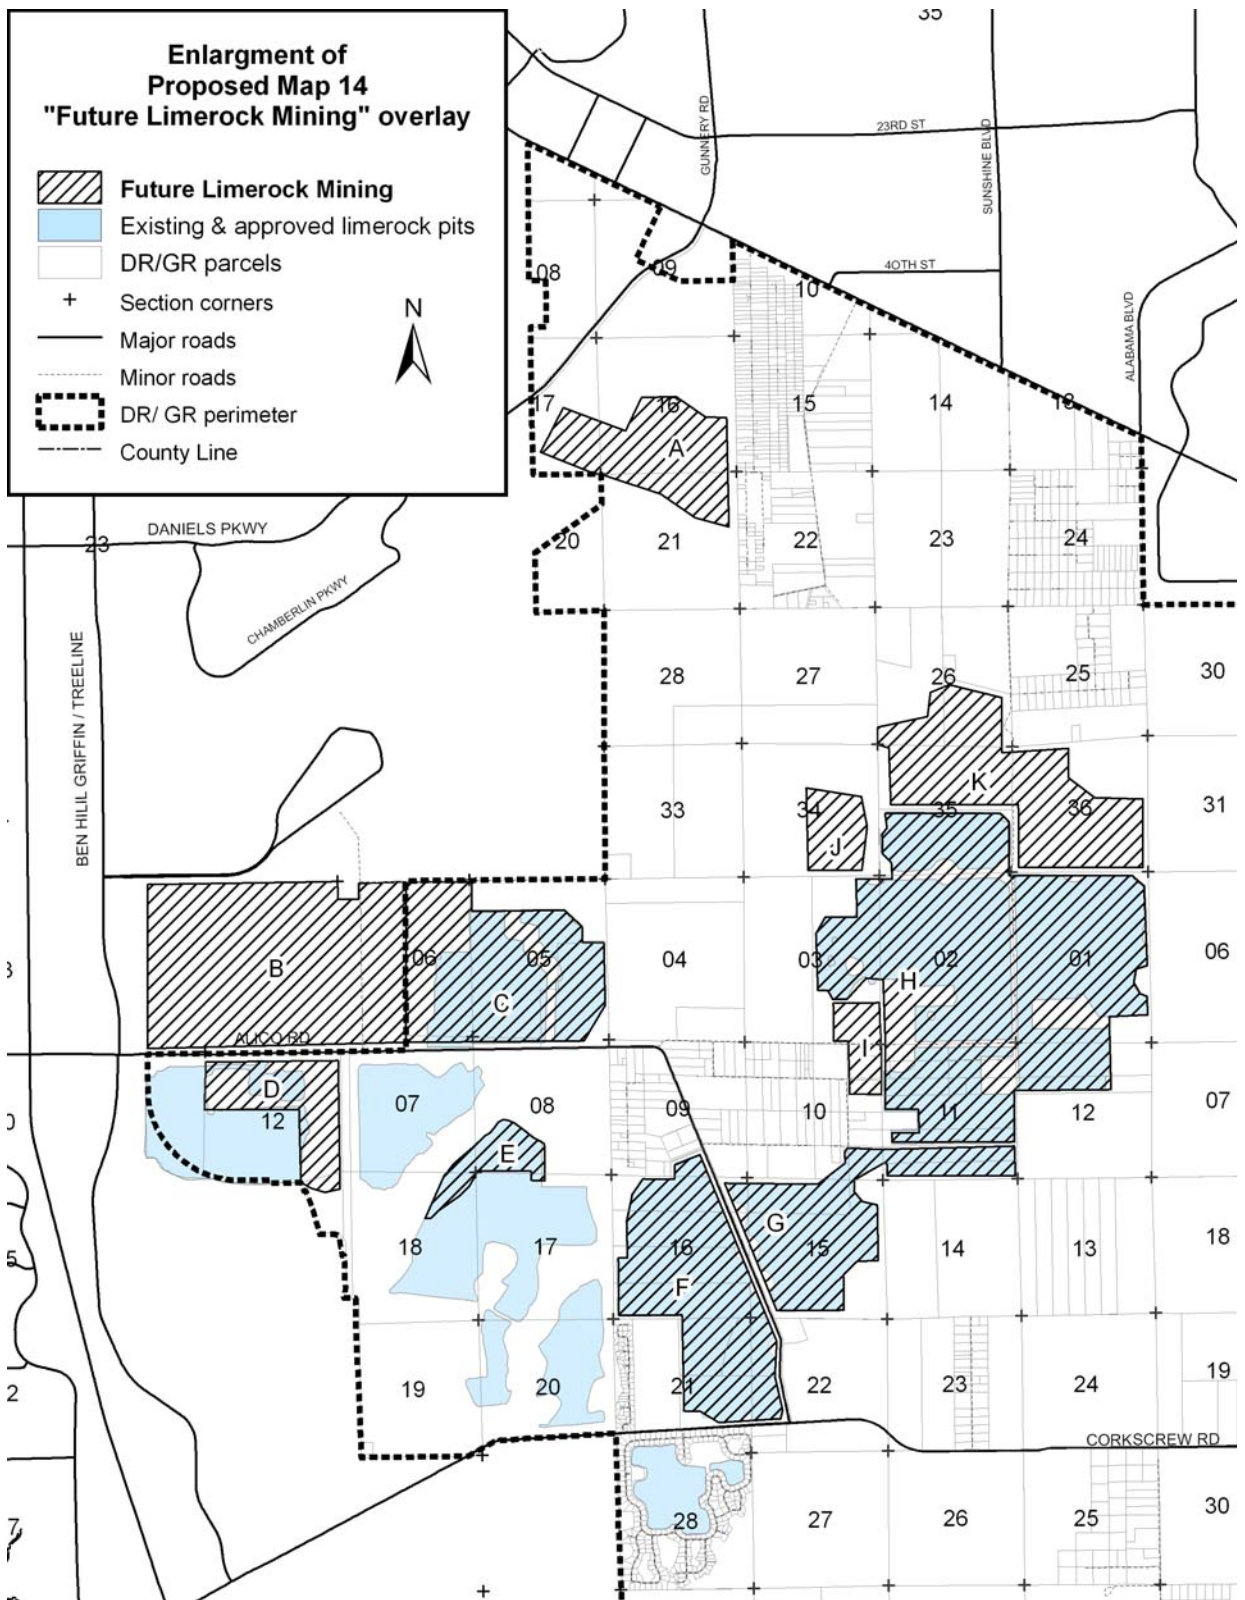 Enlargment of
Proposed Map 14
"Future Limerock Mining" overlay
Future Limerock Mining
Existing & approved limerock pits
DR/GR parcels
+ Section corners
Major roads
Minor roads
DR/ GR perimeter
County Line
N
35
GUNNERY RD
23RD ST
SUNSHINE BLVD
40TH ST
ALABAMA BLVD
08
09
10
17
16
15
14
13
A
DANIELS PKWY
23
CHAMBERLIN PKWY
BEN HILIL GRIFFIN / TREELINE
20
21
22
23
24
28
27
26
25
30
K
33
34
35
36
31
J
B
06
05
04
03
02
01
06
C
H
ALICO RD
I
D
12
07
08
09
10
11
12
07
E
18
17
16
G
15
14
13
18
F
19
20
21
22
23
24
19
2
CORKSCREW RD
28
27
26
25
30